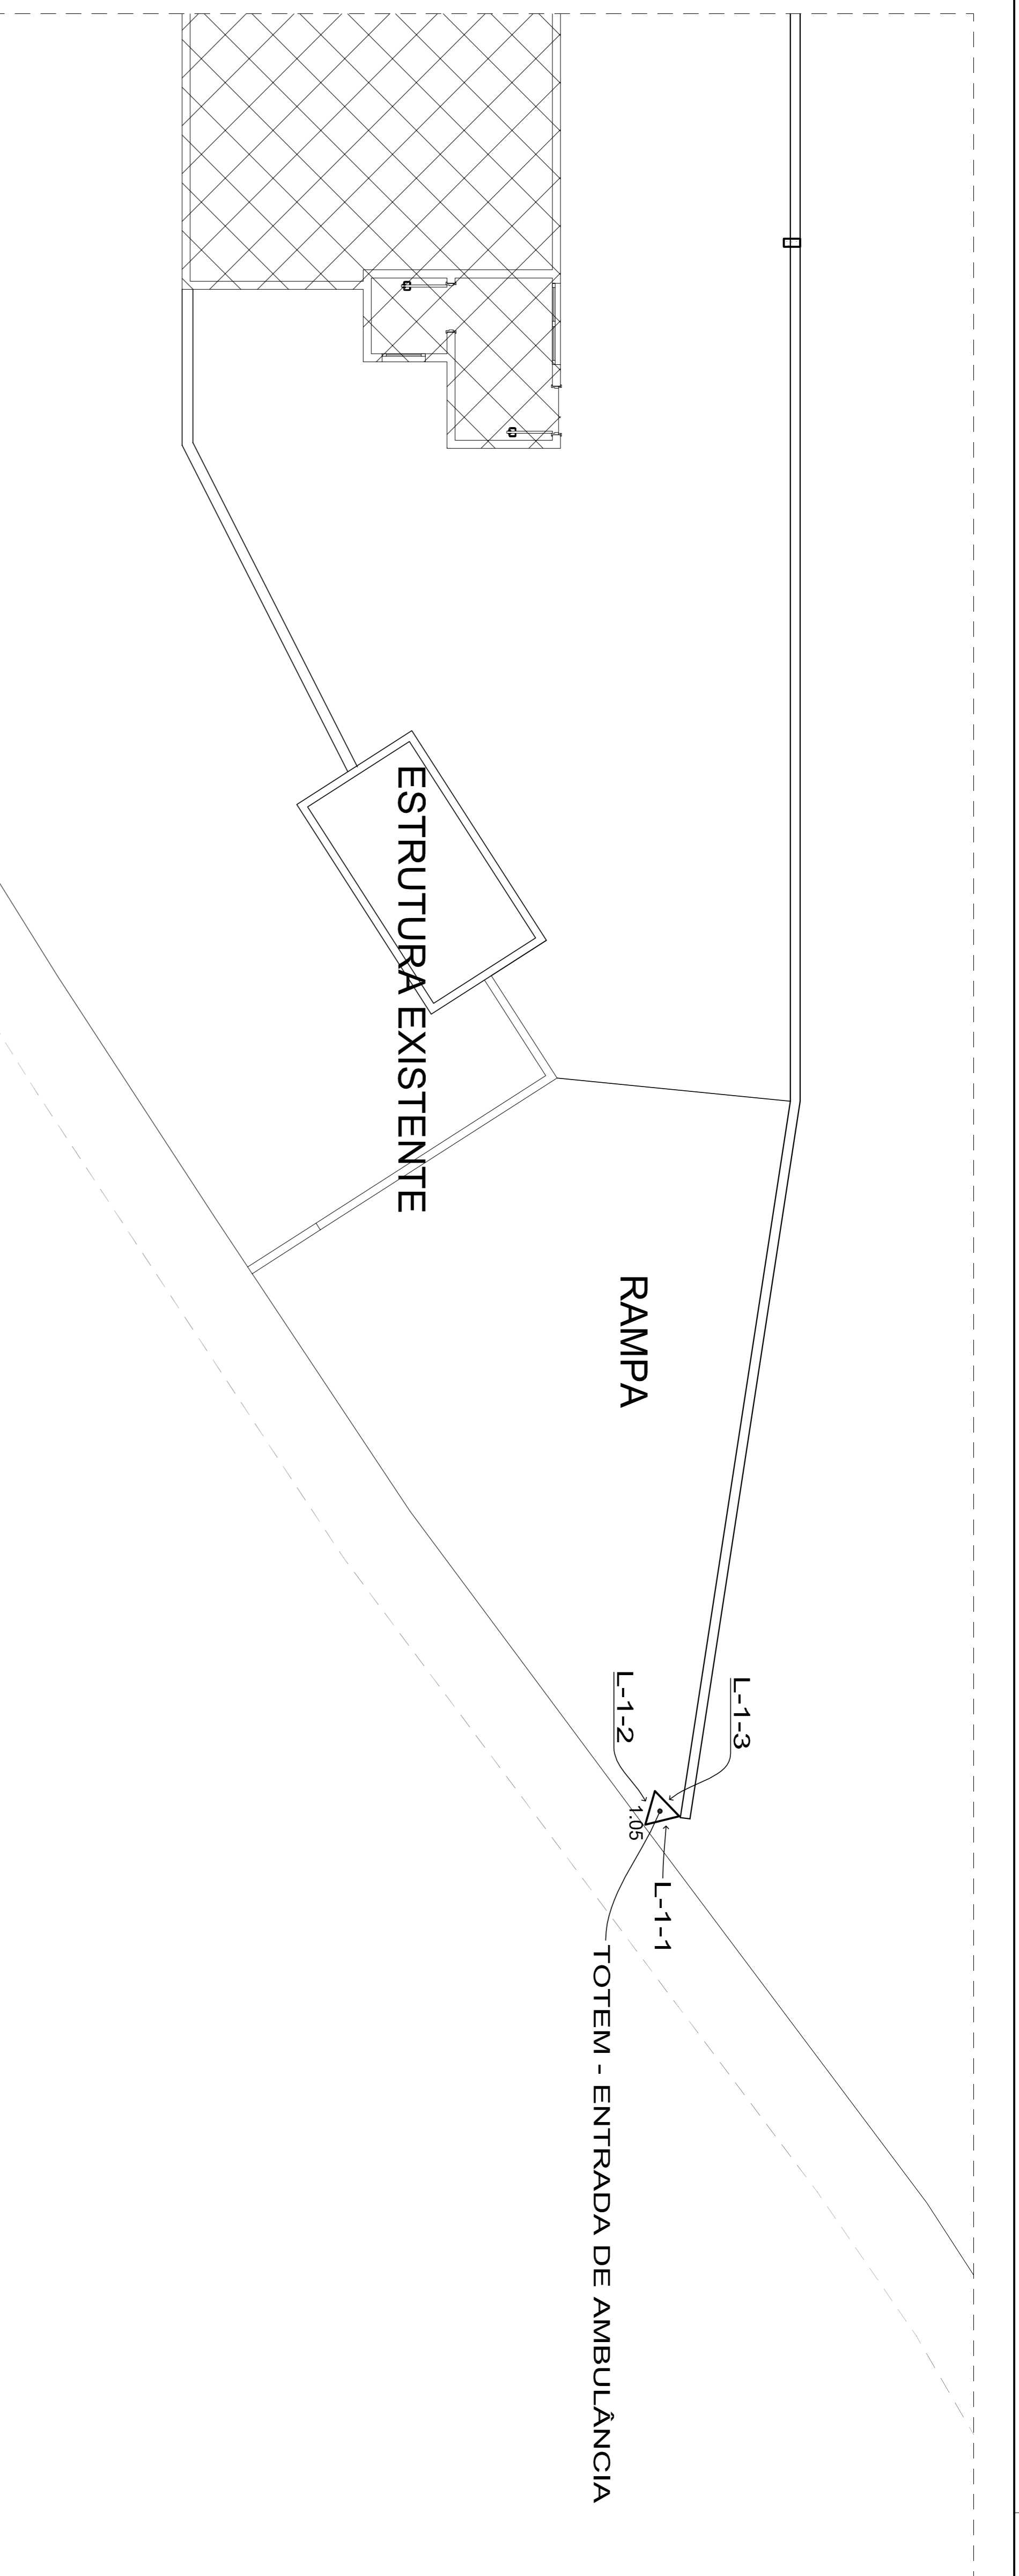 ESTRUTURA EXISTENTE
RAMPA
L-1-3
L-1-2
1.05
L-1-1
TOTEM - ENTRADA DE AMBULÂNCIA